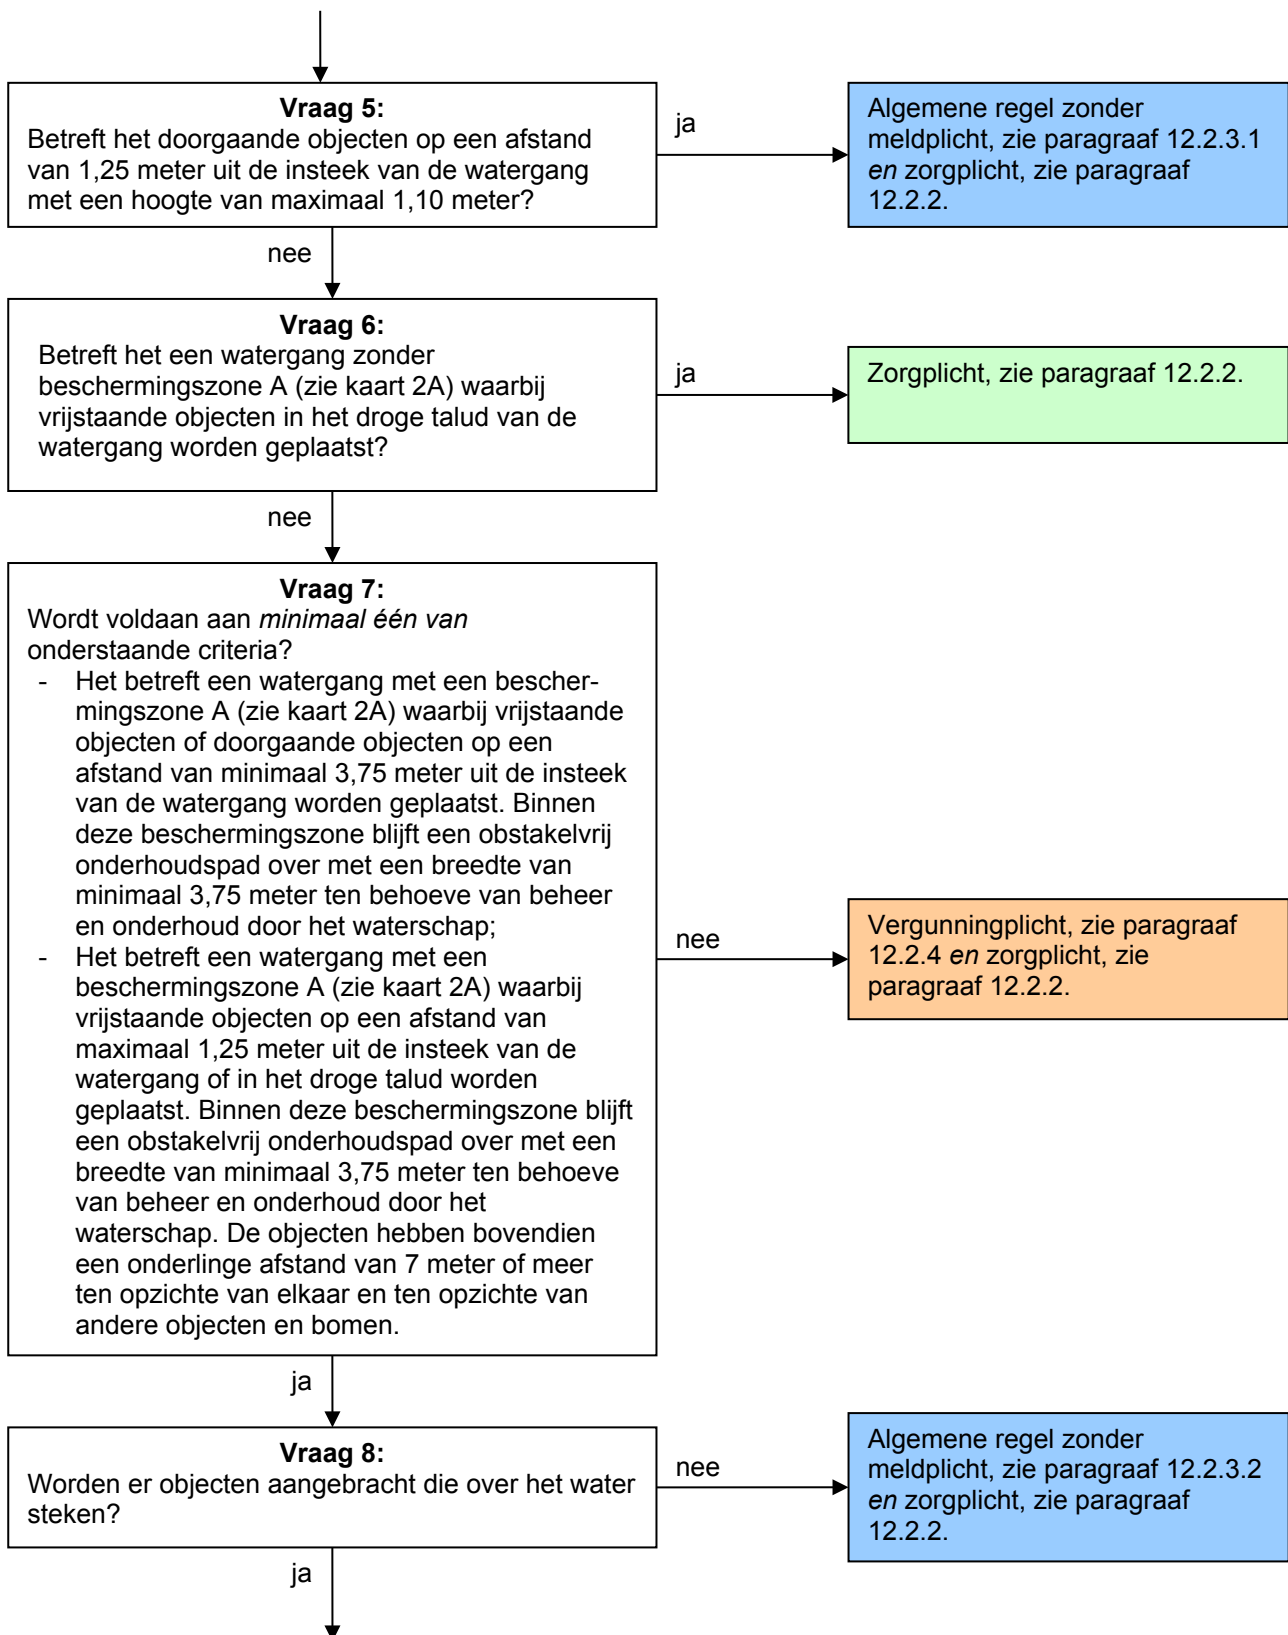 Vraag 5:
Betreft het doorgaande objecten op een afstand
van 1,25 meter uit de insteek van de watergang
met een hoogte van maximaal 1,10 meter?
ja
Algemene regel zonder
meldplicht, zie paragraaf 12.2.3.1
en zorgplicht, zie paragraaf
12.2.2.
nee
Vraag 6:
Betreft het een watergang zonder
beschermingszone A (zie kaart 2A) waarbij
vrijstaande objecten in het droge talud van de
watergang worden geplaatst?
ja
Zorgplicht, zie paragraaf 12.2.2.
nee
Vraag 7:
Wordt voldaan aan minimaal één van
onderstaande criteria?
- Het betreft een watergang met een bescher-
mingszone A (zie kaart 2A) waarbij vrijstaande
objecten of doorgaande objecten op een
afstand van minimaal 3,75 meter uit de insteek
van de watergang worden geplaatst. Binnen
deze beschermingszone blijft een obstakelvrij
onderhoudspad over met een breedte van
minimaal 3,75 meter ten behoeve van beheer
en onderhoud door het waterschap;
- Het betreft een watergang met een
beschermingszone A (zie kaart 2A) waarbij
vrijstaande objecten op een afstand van
maximaal 1,25 meter uit de insteek van de
watergang of in het droge talud worden
geplaatst. Binnen deze beschermingszone blijft
een obstakelvrij onderhoudspad over met een
breedte van minimaal 3,75 meter ten behoeve
van beheer en onderhoud door het
waterschap. De objecten hebben bovendien
een onderlinge afstand van 7 meter of meer
ten opzichte van elkaar en ten opzichte van
andere objecten en bomen.
nee
Vergunningplicht, zie paragraaf
12.2.4 en zorgplicht, zie
paragraaf 12.2.2.
ja
Vraag 8:
Worden er objecten aangebracht die over het water
steken?
nee
Algemene regel zonder
meldplicht, zie paragraaf 12.2.3.2
en zorgplicht, zie paragraaf
12.2.2.
ja